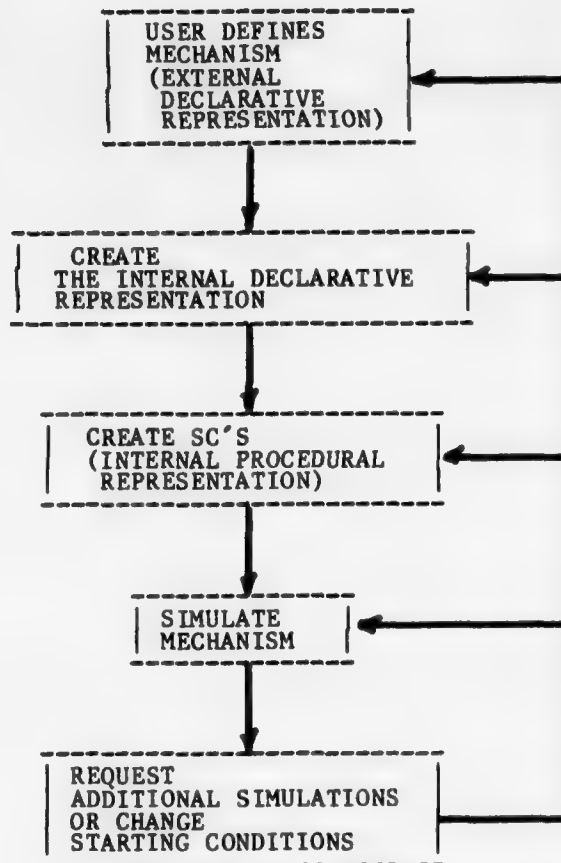 USER DEFINES
MECHANISM
(EXTERNAL
DECLARATIVE
REPRESENTATION)
CREATE
THE INTERNAL DECLARATIVE
REPRESENTATION
CREATE SC'S
(INTERNAL PROCEDURAL
REPRESENTATION)
SIMULATE
MECHANISM
REQUEST
ADDITIONAL SIMULATIONS
OR CHANGE
STARTING CONDITIONS